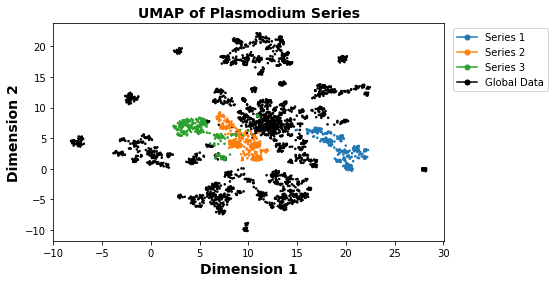 UMAP of Plasmodium Series
Series 1
Series 2
Series 3
Global Data
Dimension 2
20
15
10
5
0
−5
−10
−10
−5
0
5
10
15
20
25
30
Dimension 1